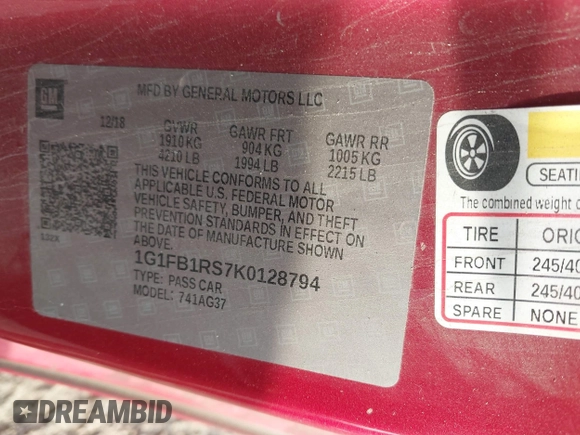 GM
MFD BY GENERAL MOTORS LLC
12/18 GVWR GAWR FRT GAWR RR
1910 KG 904 KG 1005 KG
4210 LB 1994 LB 2215 LB
THIS VEHICLE CONFORMS TO ALL
APPLICABLE U.S. FEDERAL MOTOR
VEHICLE SAFETY, BUMPER, AND THEFT
PREVENTION STANDARDS IN EFFECT ON
THE DATE OF MANUFACTURE SHOWN
ABOVE.
1G1FB1RS7K0128794
TYPE: PASS CAR
MODEL: 741AG37
SEATI
The combined weight o
TIRE ORIG
FRONT 245/40
REAR 245/40
SPARE NONE
DREAMBID